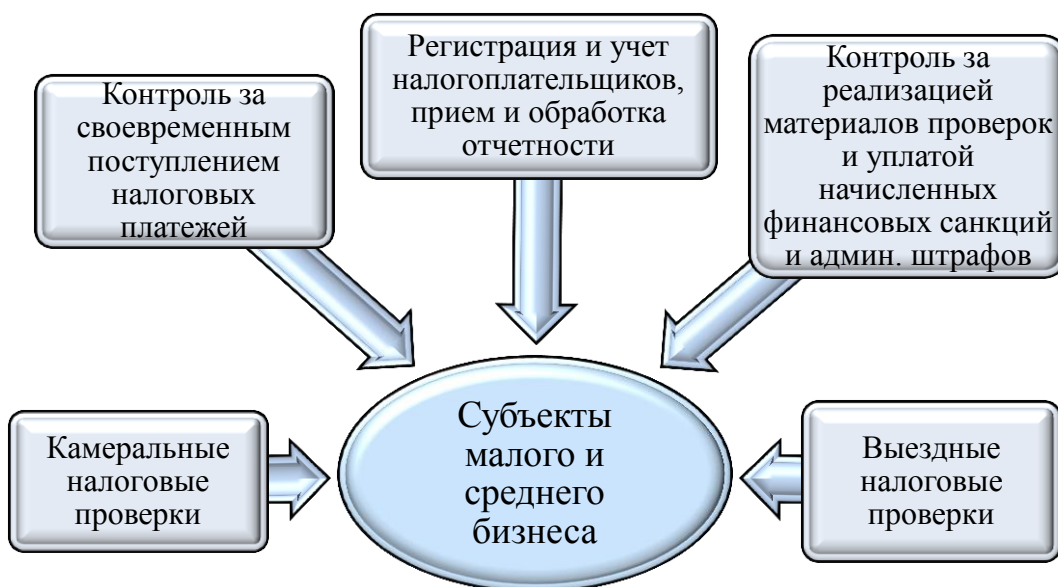 Контроль за
своевременным
поступлением
налоговых
платежей
Регистрация и учет
налогоплательщиков,
прием и обработка
отчетности
Контроль за
реализацией
материалов проверок
и уплатой
начисленных
финансовых санкций
и админ. штрафов
Камеральные
налоговые
проверки
Субъекты
малого и
среднего
бизнеса
Выездные
налоговые
проверки